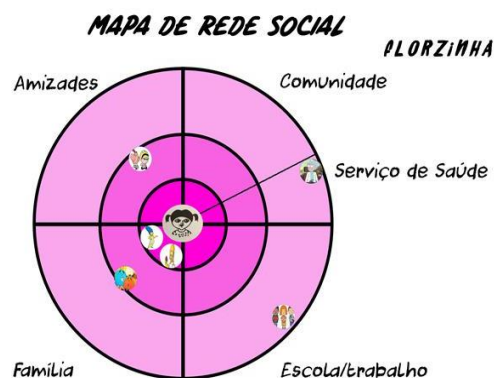 MAPA DE REDE SOCIAL
FLORZINHA
Amizades
Comunidade
Serviço de Saúde
Família
Escola/trabalho